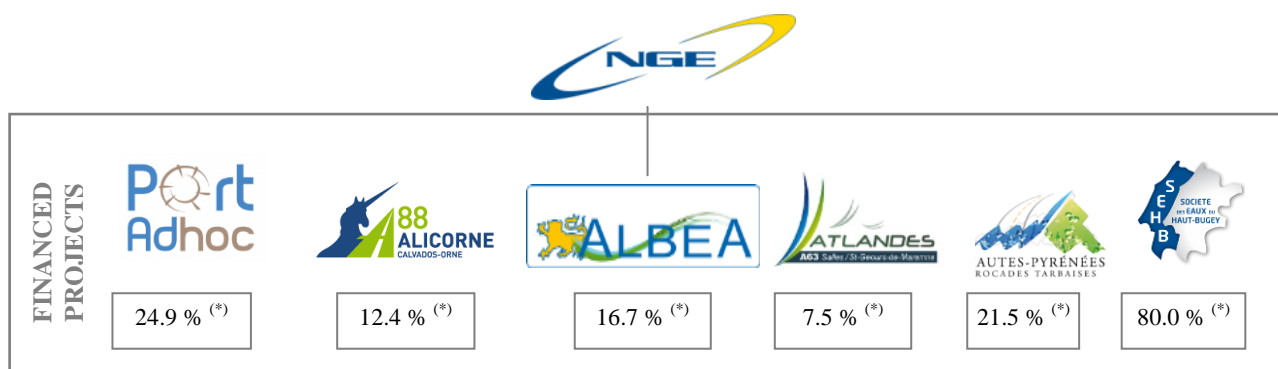 NGE
FINANCED
PROJECTS
Port
Adhoc
88
ALICORNE
CALVADOS-ORNE
ALBEA
ATLANDES
A63 Salles / St-Geours-de-Maremne
AUTES-PYRÉNÉES
ROCADES TARBAISES
SEHB
SOCIETE
DES EAUX DU
HAUT-BUGEY
24.9 % (*)
12.4 % (*)
16.7 % (*)
7.5 % (*)
21.5 % (*)
80.0 % (*)